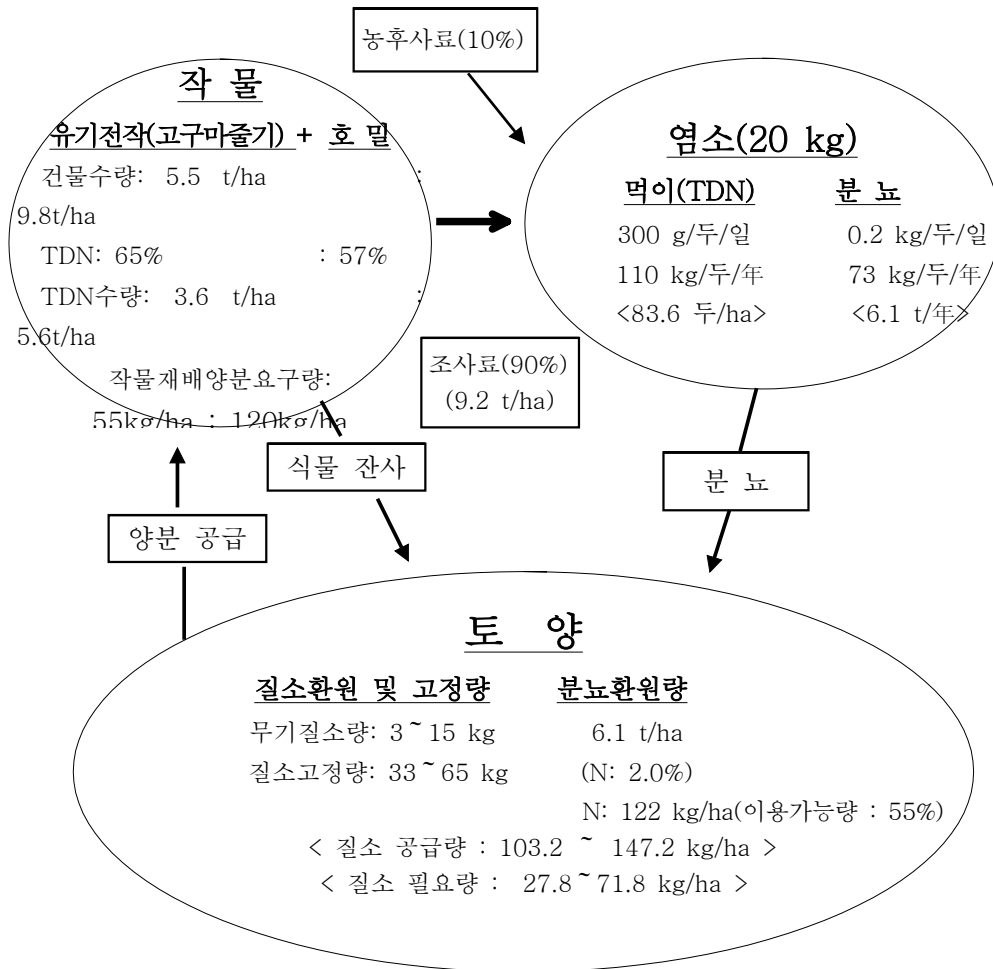 농후사료(10%)
작 물
유기전작(고구마줄기) + 호 밀
건물수량: 5.5 t/ha :
9.8t/ha
TDN: 65% : 57%
TDN수량: 3.6 t/ha :
5.6t/ha
작물재배양분요구량:
55kg/ha : 120kg/ha
염소(20 kg)
먹이(TDN) 분 뇨
300 g/두/일 0.2 kg/두/일
110 kg/두/年 73 kg/두/年
<83.6 두/ha> <6.1 t/年>
조사료(90%)
(9.2 t/ha)
식물 잔사
분 뇨
양분 공급
토 양
질소환원 및 고정량 분뇨환원량
무기질소량: 3~15 kg 6.1 t/ha
질소고정량: 33~65 kg (N: 2.0%)
N: 122 kg/ha(이용가능량 : 55%)
< 질소 공급량 : 103.2 ~ 147.2 kg/ha >
< 질소 필요량 : 27.8~71.8 kg/ha >